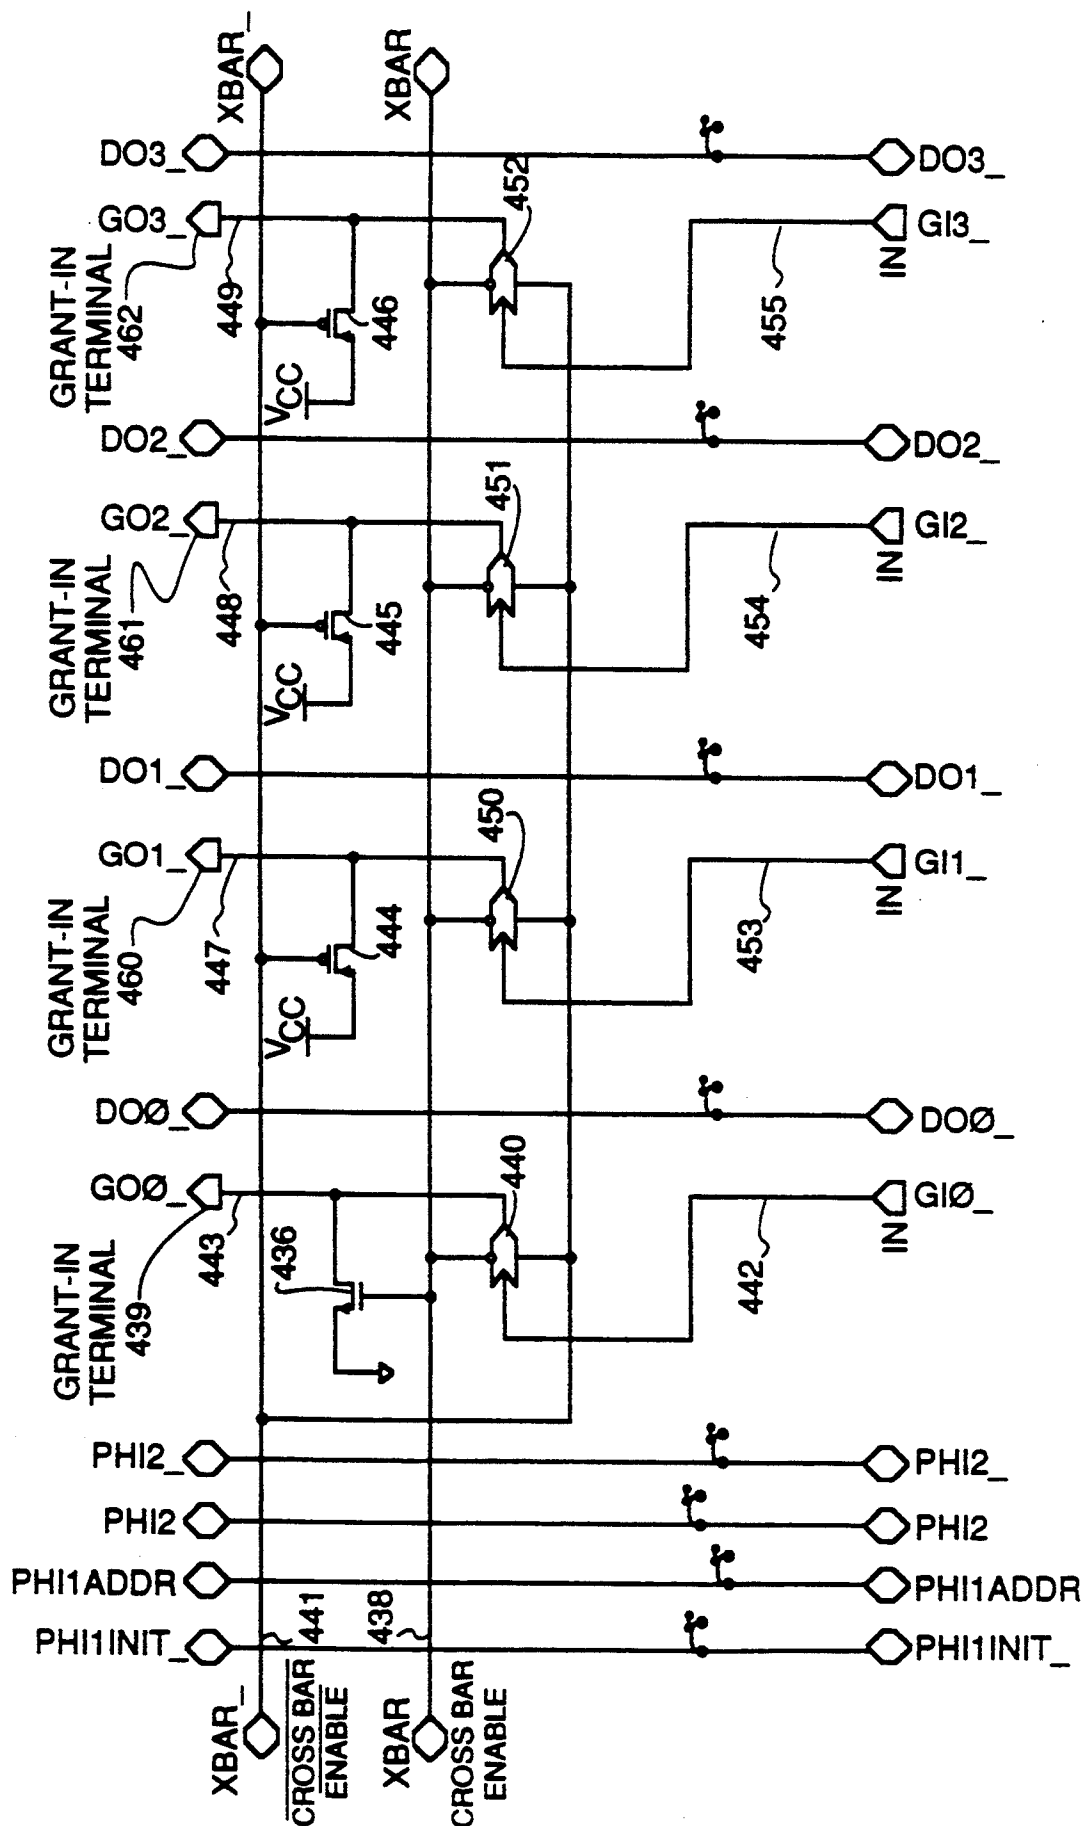 XBAR_
XBAR
DO3_
DO3_
GRANT-IN
TERMINAL
462
GO3_
449
VCC
446
452
455
IN
GI3_
DO2_
DO2_
GRANT-IN
TERMINAL
461
GO2_
448
VCC
445
451
454
IN
GI2_
DO1_
DO1_
GRANT-IN
TERMINAL
460
GO1_
447
VCC
444
450
453
IN
GI1_
DOØ_
DOØ_
GRANT-IN
TERMINAL
439
GOØ_
443
436
440
442
IN
GIØ_
PHI2_
PHI2_
PHI2
PHI2
PHI1ADDR
PHI1ADDR
PHI1INIT_
PHI1INIT_
441
438
XBAR_
CROSS BAR
ENABLE
XBAR
CROSS BAR
ENABLE